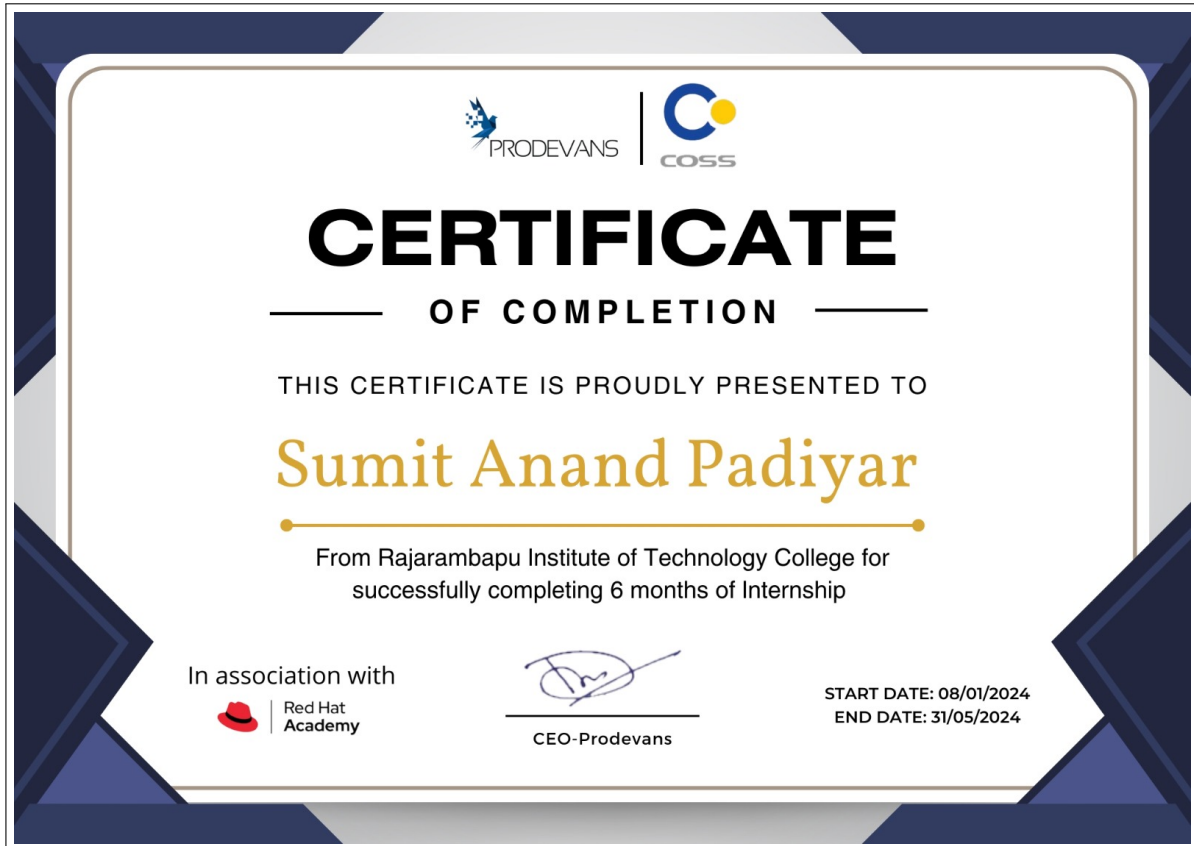 PRODEVANS
COSS
CERTIFICATE
OF COMPLETION
THIS CERTIFICATE IS PROUDLY PRESENTED TO
Sumit Anand Padiyar
From Rajarambapu Institute of Technology College for
successfully completing 6 months of Internship
In association with
Red Hat
Academy
CEO-Prodevans
START DATE: 08/01/2024
END DATE: 31/05/2024